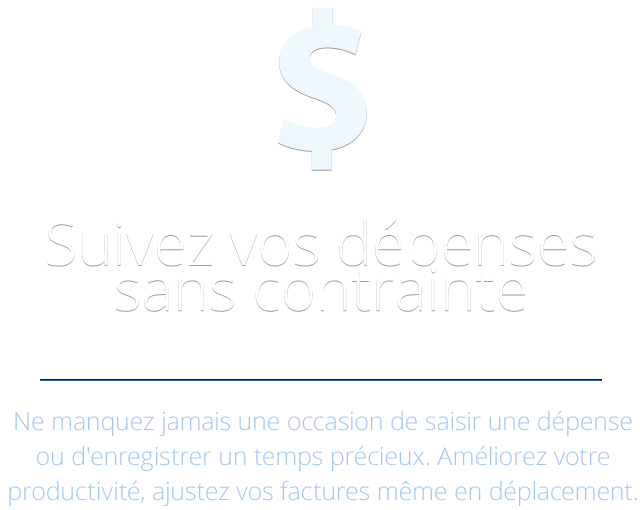 $
Suivez vos dépenses
sans contrainte
Ne manquez jamais une occasion de saisir une dépense
ou d'enregistrer un temps précieux. Améliorez votre
productivité, ajustez vos factures même en déplacement.